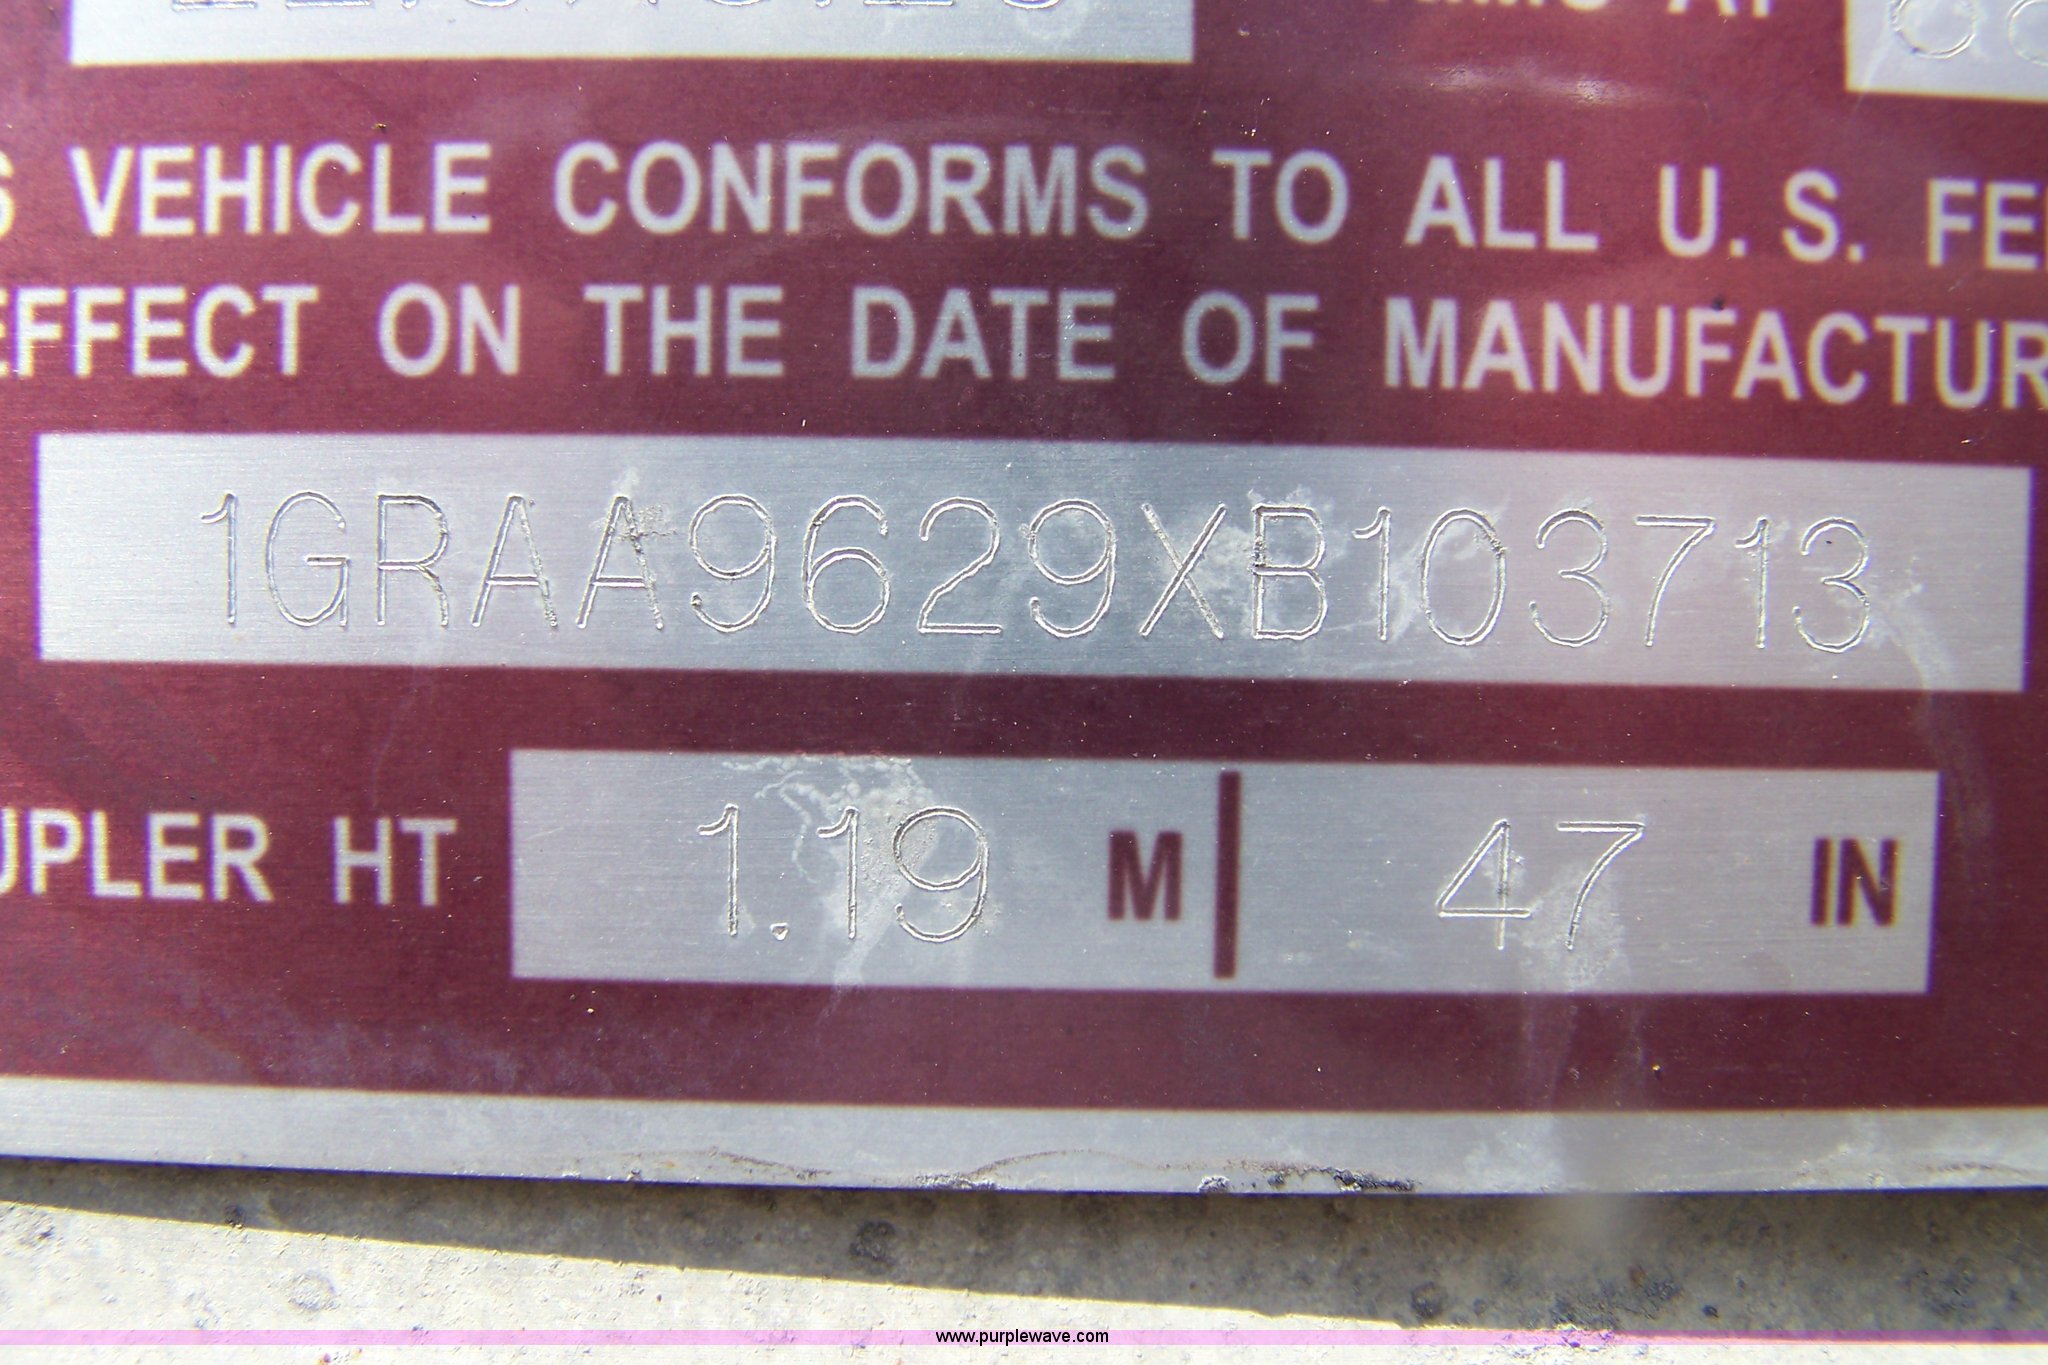 VEHICLE CONFORMS TO ALL U.S. FE
EFFECT ON THE DATE OF MANUFACTUR
1GRAA9629XB103713
UPLER HT 1.19 M | 47 IN
www.purplewave.com